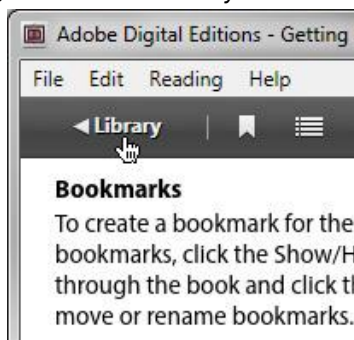 Adobe Digital Editions - Getting
File Edit Reading Help
Library
Bookmarks
To create a bookmark for the
bookmarks, click the Show/H
through the book and click th
move or rename bookmarks.